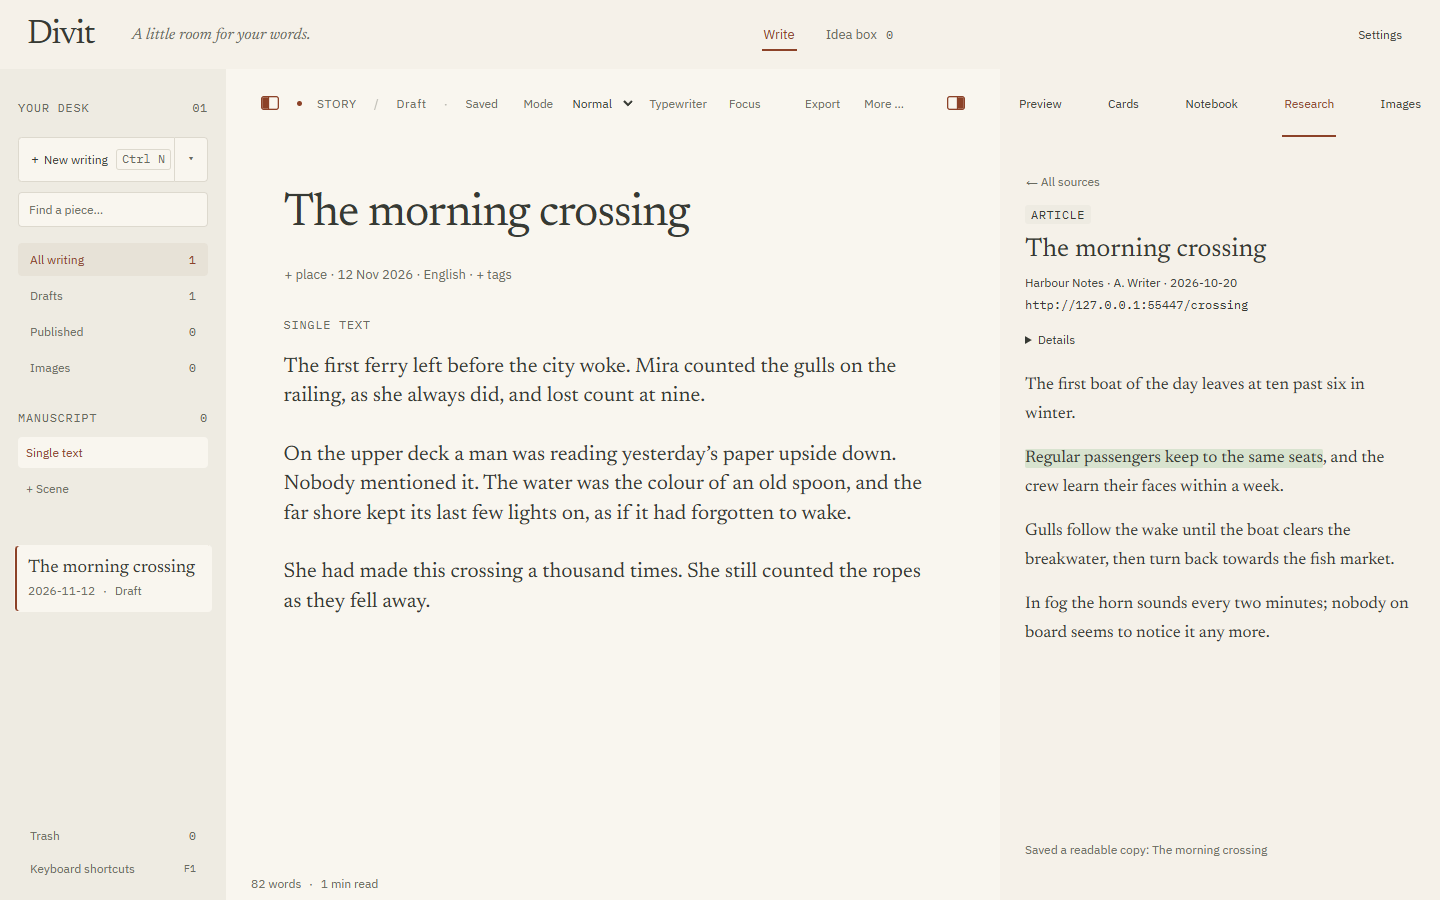 Divit
A little room for your words.
Write
Idea box 0
Settings
YOUR DESK 01
+ New writing Ctrl N
Find a piece...
All writing 1
Drafts 1
Published 0
Images 0
MANUSCRIPT 0
Single text
+ Scene
The morning crossing
2026-11-12 · Draft
Trash 0
Keyboard shortcuts F1
STORY / Draft · Saved Mode Normal Typewriter Focus Export More ...
The morning crossing
+ place · 12 Nov 2026 · English · + tags
SINGLE TEXT
The first ferry left before the city woke. Mira counted the gulls on the
railing, as she always did, and lost count at nine.
On the upper deck a man was reading yesterday’s paper upside down.
Nobody mentioned it. The water was the colour of an old spoon, and the
far shore kept its last few lights on, as if it had forgotten to wake.
She had made this crossing a thousand times. She still counted the ropes
as they fell away.
82 words · 1 min read
Preview Cards Notebook Research Images
← All sources
ARTICLE
The morning crossing
Harbour Notes · A. Writer · 2026-10-20
http://127.0.0.1:55447/crossing
Details
The first boat of the day leaves at ten past six in
winter.
Regular passengers keep to the same seats, and the
crew learn their faces within a week.
Gulls follow the wake until the boat clears the
breakwater, then turn back towards the fish market.
In fog the horn sounds every two minutes; nobody on
board seems to notice it any more.
Saved a readable copy: The morning crossing